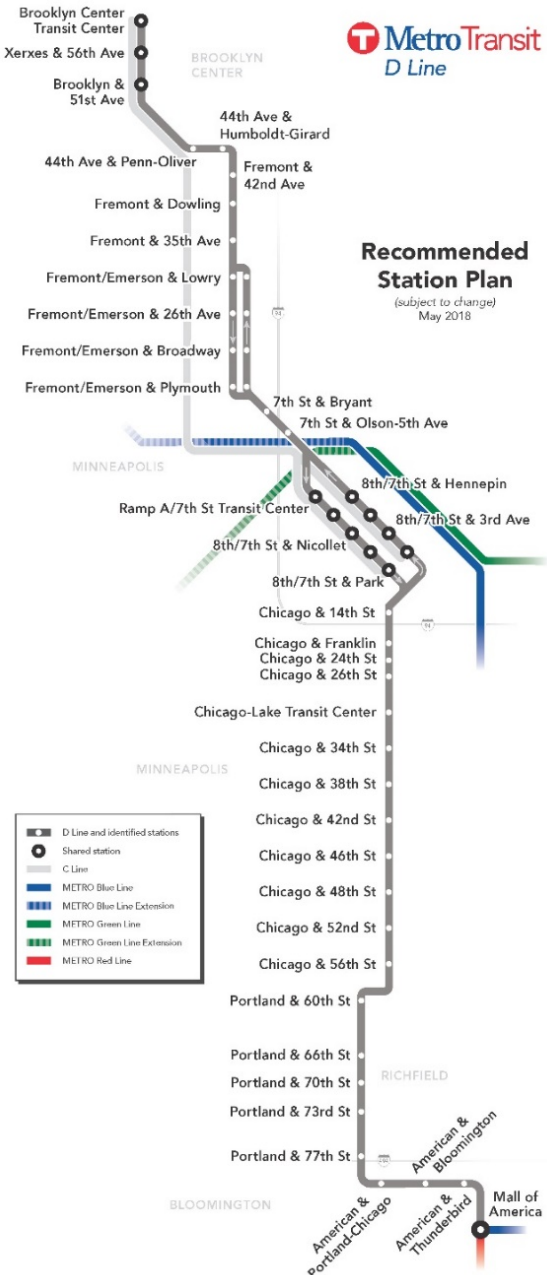 Brooklyn Center
Transit Center
Xerxes & 56th Ave
Brooklyn &
51st Ave
BROOKLYN
CENTER
T MetroTransit
D Line
44th Ave &
Humboldt-Girard
44th Ave & Penn-Oliver
Fremont &
42nd Ave
Fremont & Dowling
Fremont & 35th Ave
Recommended
Station Plan
(subject to change)
May 2018
Fremont/Emerson & Lowry
Fremont/Emerson & 26th Ave
94
Fremont/Emerson & Broadway
Fremont/Emerson & Plymouth
7th St & Bryant
7th St & Olson-5th Ave
MINNEAPOLIS
8th/7th St & Hennepin
Ramp A/7th St Transit Center
8th/7th St & 3rd Ave
8th/7th St & Nicollet
8th/7th St & Park
Chicago & 14th St
94
Chicago & Franklin
Chicago & 24th St
Chicago & 26th St
Chicago-Lake Transit Center
Chicago & 34th St
MINNEAPOLIS
Chicago & 38th St
Chicago & 42nd St
Chicago & 46th St
Chicago & 48th St
Chicago & 52nd St
Chicago & 56th St
D Line and identified stations
Shared station
C Line
METRO Blue Line
METRO Blue Line Extension
METRO Green Line
METRO Green Line Extension
METRO Red Line
Portland & 60th St
Portland & 66th St
Portland & 70th St
RICHFIELD
Portland & 73rd St
Portland & 77th St
American &
Bloomington
BLOOMINGTON
American &
Portland-Chicago
American &
Thunderbird
Mall of
America